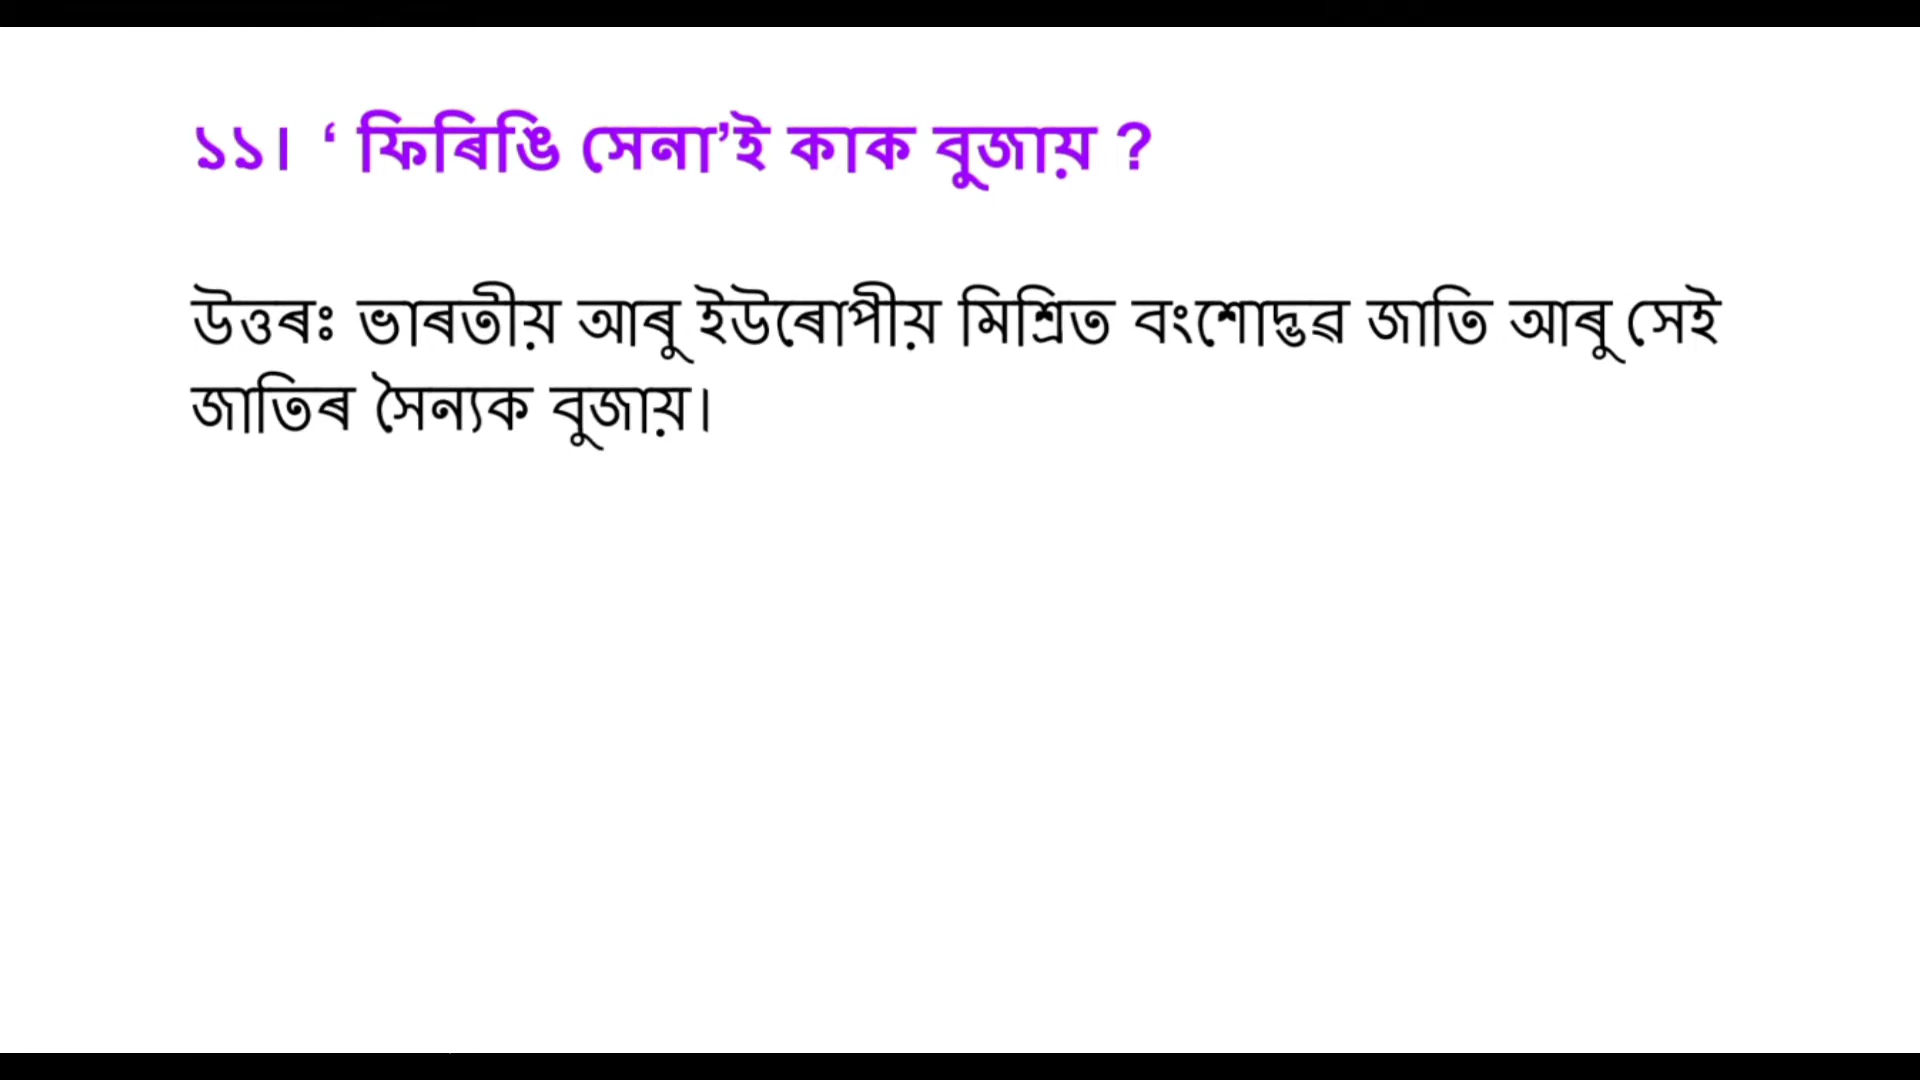 ১১। ‘ ফিৰিঙি সেনা’ই কাক বুজায় ?
উত্তৰঃ ভাৰতীয় আৰু ইউৰোপীয় মিশ্ৰিত বংশোদ্ভৱ জাতি আৰু সেই
জাতিৰ সৈন্যক বুজায়।